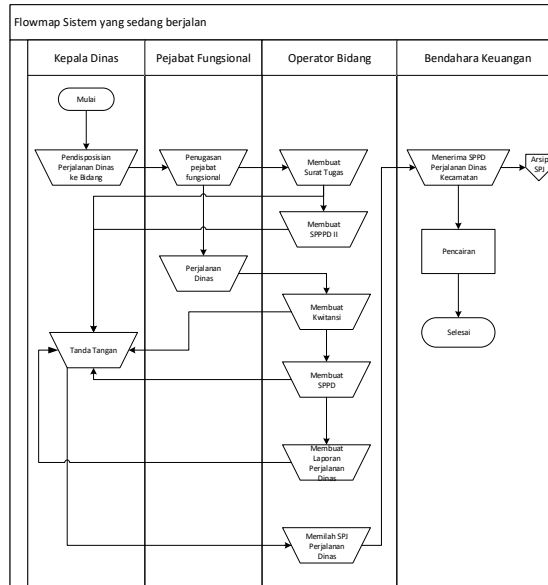 Flowmap Sistem yang sedang berjalan
Kepala Dinas
Pejabat Fungsional
Operator Bidang
Bendahara Keuangan
Mulai
Pendisposisian
Perjalanan Dinas
ke Bidang
Penugasan
pejabat
fungsional
Membuat
Surat Tugas
Menerima SPPD
Perjalanan Dinas
Kecamatan
Arsip
SPJ
Membuat
SPPPD II
Perjalanan
Dinas
Pencairan
Membuat
Kwitansi
Tanda Tangan
Selesai
Membuat
SPPD
Membuat
Laporan
Perjalanan
Dinas
Memilah SPJ
Perjalanan
Dinas